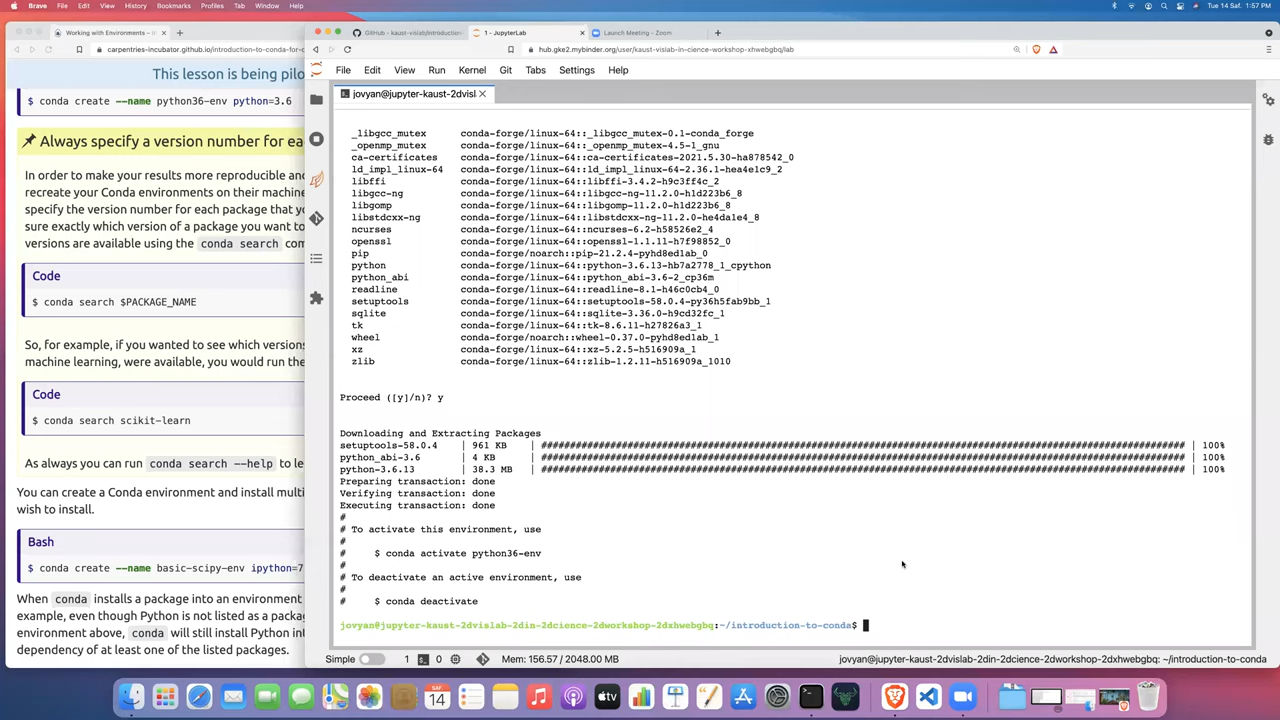 Brave File Edit View History Bookmarks Profiles Tab Window Help
Tue 14 Saf. 1:57 PM
Working with Environments –
carpentries-incubator.github.io/introduction-to-conda-for-
This lesson is being pilo
$ conda create --name python36-env python=3.6
Always specify a version number for ea
In order to make your results more reproducible and
recreate your Conda environments on their machine
specify the version number for each package that yo
sure exactly which version of a package you want to
versions are available using the conda search com
Code
$ conda search $PACKAGE_NAME
So, for example, if you wanted to see which versions
machine learning, were available, you would run the
Code
$ conda search scikit-learn
As always you can run conda search --help to le
You can create a Conda environment and install multi
wish to install.
Bash
$ conda create --name basic-scipy-env ipython=7
When conda installs a package into an environment
example, even though Python is not listed as a packa
environment above, conda will still install Python int
dependency of at least one of the listed packages.
GitHub - kaust-vislab/introduction-
1 - JupyterLab
Launch Meeting - Zoom
hub.gke2.mybinder.org/user/kaust-vislab-in-cience-workshop-xhwebgbq/lab
File Edit View Run Kernel Git Tabs Settings Help
jovyan@jupyter-kaust-2dvisl
_libgcc_mutex conda-forge/linux-64::_libgcc_mutex-0.1-conda_forge
_openmp_mutex conda-forge/linux-64::_openmp_mutex-4.5-1_gnu
ca-certificates conda-forge/linux-64::ca-certificates-2021.5.30-ha878542_0
ld_impl_linux-64 conda-forge/linux-64::ld_impl_linux-64-2.36.1-hea4e1c9_2
libffi conda-forge/linux-64::libffi-3.4.2-h9c3ff4c_2
libgcc-ng conda-forge/linux-64::libgcc-ng-11.2.0-h1d223b6_8
libgomp conda-forge/linux-64::libgomp-11.2.0-h1d223b6_8
libstdcxx-ng conda-forge/linux-64::libstdcxx-ng-11.2.0-he4da1e4_8
ncurses conda-forge/linux-64::ncurses-6.2-h58526e2_4
openssl conda-forge/linux-64::openssl-1.1.1l-h7f98852_0
pip conda-forge/noarch::pip-21.2.4-pyhd8ed1ab_0
python conda-forge/linux-64::python-3.6.13-hb7a2778_1_cpython
python_abi conda-forge/linux-64::python_abi-3.6-2_cp36m
readline conda-forge/linux-64::readline-8.1-h46c0cb4_0
setuptools conda-forge/linux-64::setuptools-58.0.4-py36h5fab9bb_1
sqlite conda-forge/linux-64::sqlite-3.36.0-h9cd32fc_1
tk conda-forge/linux-64::tk-8.6.11-h27826a3_1
wheel conda-forge/noarch::wheel-0.37.0-pyhd8ed1ab_1
xz conda-forge/linux-64::xz-5.2.5-h516909a_1
zlib conda-forge/linux-64::zlib-1.2.11-h516909a_1010
Proceed ([y]/n)? y
Downloading and Extracting Packages
setuptools-58.0.4 | 961 KB | ##################################################################################################################### | 100%
python_abi-3.6 | 4 KB | ##################################################################################################################### | 100%
python-3.6.13 | 38.3 MB | ##################################################################################################################### | 100%
Preparing transaction: done
Verifying transaction: done
Executing transaction: done
#
# To activate this environment, use
#
# $ conda activate python36-env
#
# To deactivate an active environment, use
#
# $ conda deactivate
jovyan@jupyter-kaust-2dvislab-2din-2dcience-2dworkshop-2dxhwebgbq:~/introduction-to-conda$
Simple 1 0 Mem: 156.57 / 2048.00 MB
jovyan@jupyter-kaust-2dvislab-2din-2dcience-2dworkshop-2dxhwebgbq: ~/introduction-to-conda
14
tv